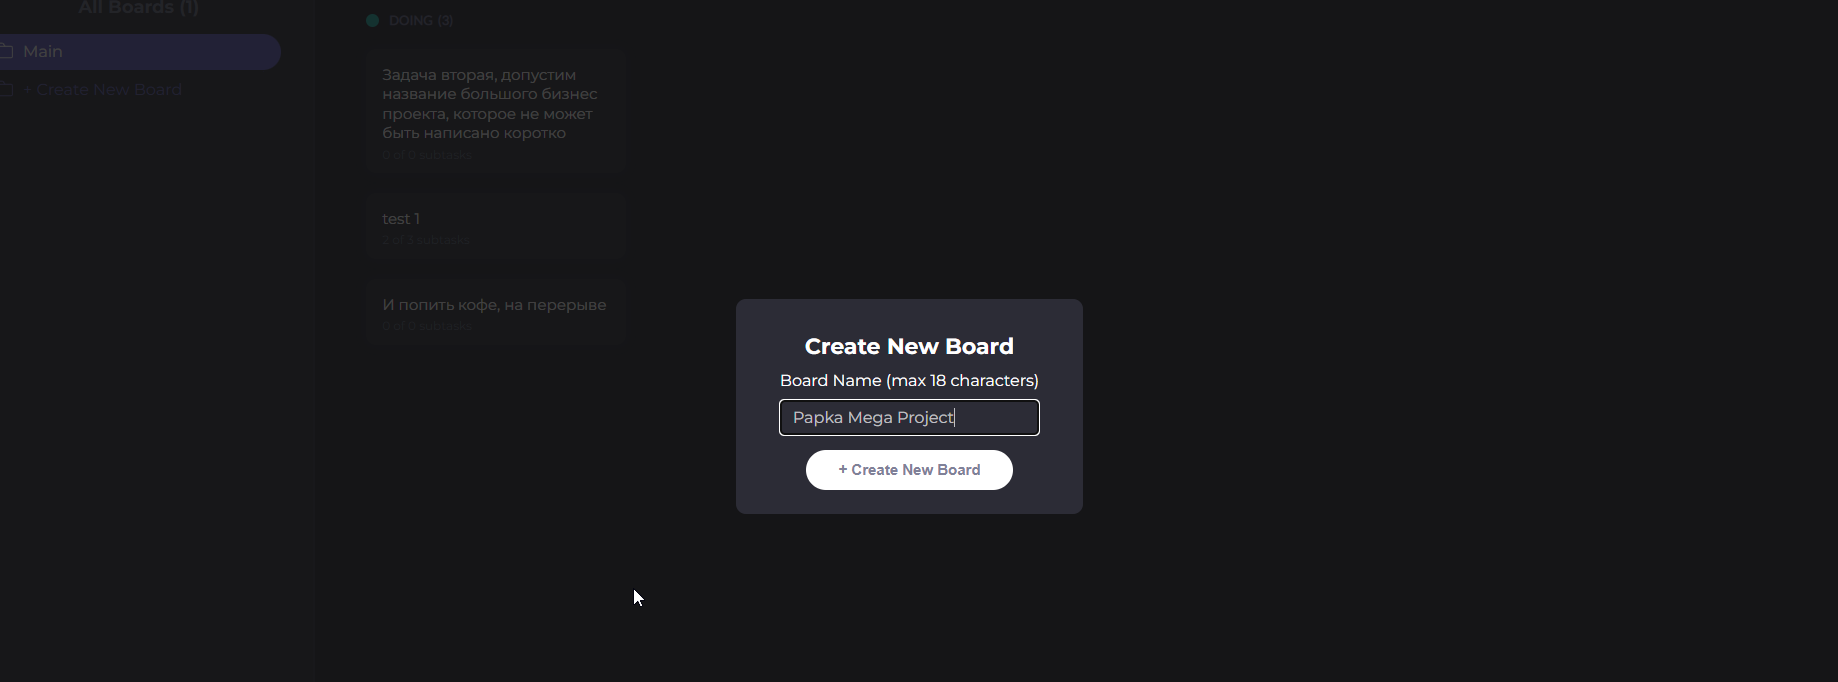 All Boards (1)
Main
+ Create New Board
DOING (3)
Задача вторая, допустим
название большого бизнес
проекта, которое не может
быть написано коротко
0 of 0 subtasks
test 1
2 of 3 subtasks
И попить кофе, на перерыве
0 of 0 subtasks
Create New Board
Board Name (max 18 characters)
Papka Mega Project
+ Create New Board